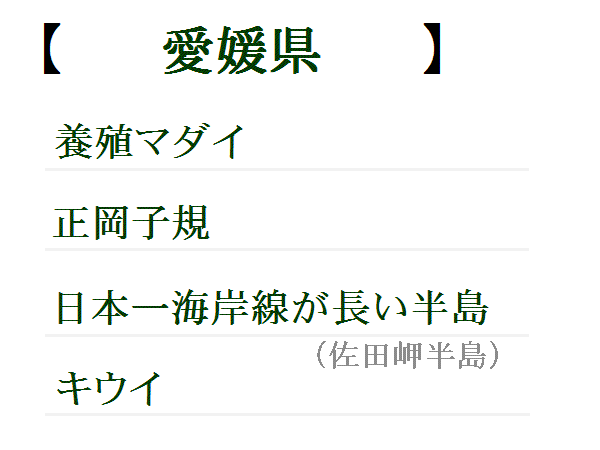 【 愛媛県 】
養殖マダイ
正岡子規
日本一海岸線が長い半島
（佐田岬半島）
キウイ